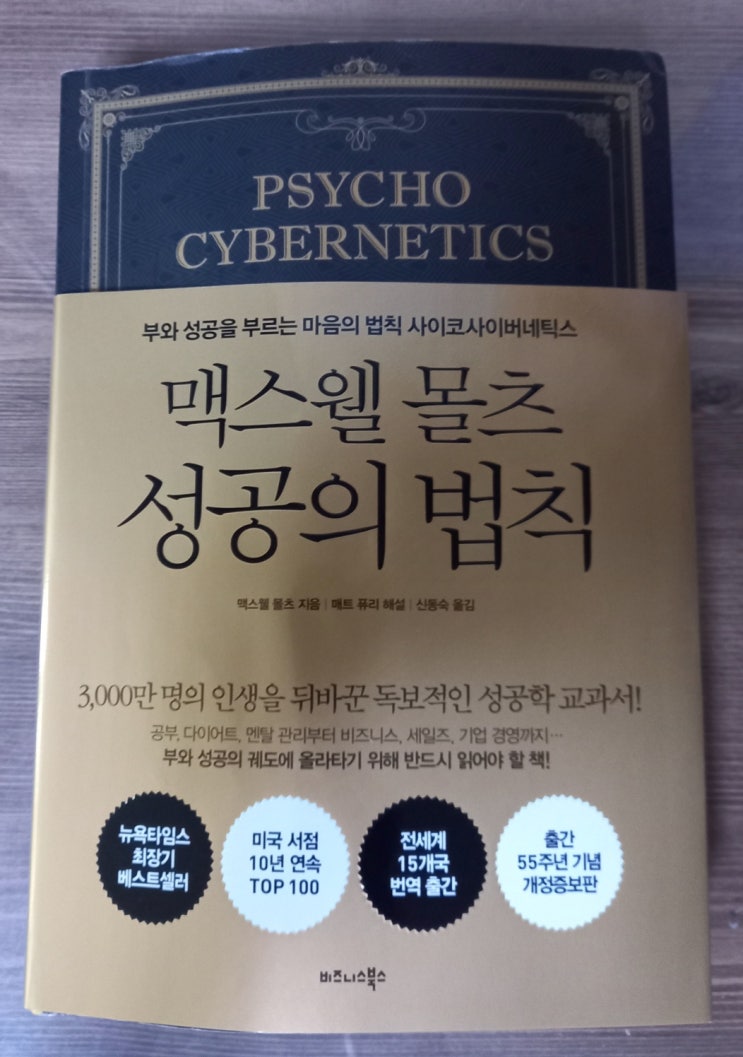 PSYCHO
CYBERNETICS
부와 성공을 부르는 마음의 법칙 사이코사이버네틱스
맥스웰 몰츠
성공의 법칙
맥스웰 몰츠 지음 | 매트 퓨리 해설 | 신동숙 옮김
3,000만 명의 인생을 뒤바꾼 독보적인 성공학 교과서!
공부, 다이어트, 멘탈 관리부터 비즈니스, 세일즈, 기업 경영까지…
부와 성공의 궤도에 올라타기 위해 반드시 읽어야 할 책!
뉴욕타임스
최장기
베스트셀러
미국 서점
10년 연속
TOP 100
전세계
15개국
번역 출간
출간
55주년 기념
개정증보판
비즈니스북스